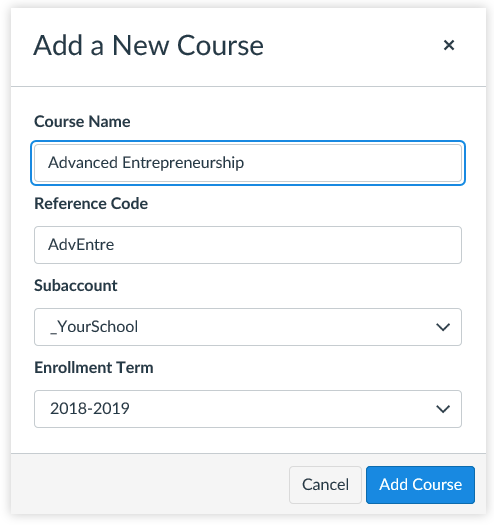 Add a New Course
×
Course Name
Advanced Entrepreneurship
Reference Code
AdvEntre
Subaccount
_YourSchool
Enrollment Term
2018-2019
Cancel Add Course